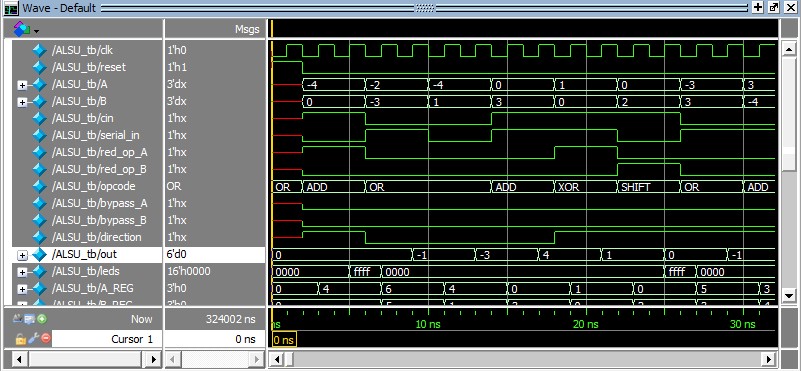 Wave - Default
Msgs
/ALSU_tb/clk 1'h0
/ALSU_tb/reset 1'h1
/ALSU_tb/A 3'dx -4 -2 -4 0 1 0 -3 3
/ALSU_tb/B 3'dx 0 -3 1 3 0 2 3 -4
/ALSU_tb/cin 1'hx
/ALSU_tb/serial_in 1'hx
/ALSU_tb/red_op_A 1'hx
/ALSU_tb/red_op_B 1'hx
/ALSU_tb/opcode OR OR ADD OR ADD XOR SHIFT OR ADD
/ALSU_tb/bypass_A 1'hx
/ALSU_tb/bypass_B 1'hx
/ALSU_tb/direction 1'hx
/ALSU_tb/out 6'd0 0 -1 -3 4 1 0 -1
/ALSU_tb/leds 16'h0000 0000 ffff 0000 ffff 0000
/ALSU_tb/A_REG 3'h0 0 4 6 4 0 1 0 5 3
/ALSU_tb/B_REG 3'h0
Now 324002 ns ns 10 ns 20 ns 30 ns
Cursor 1 0 ns 0 ns